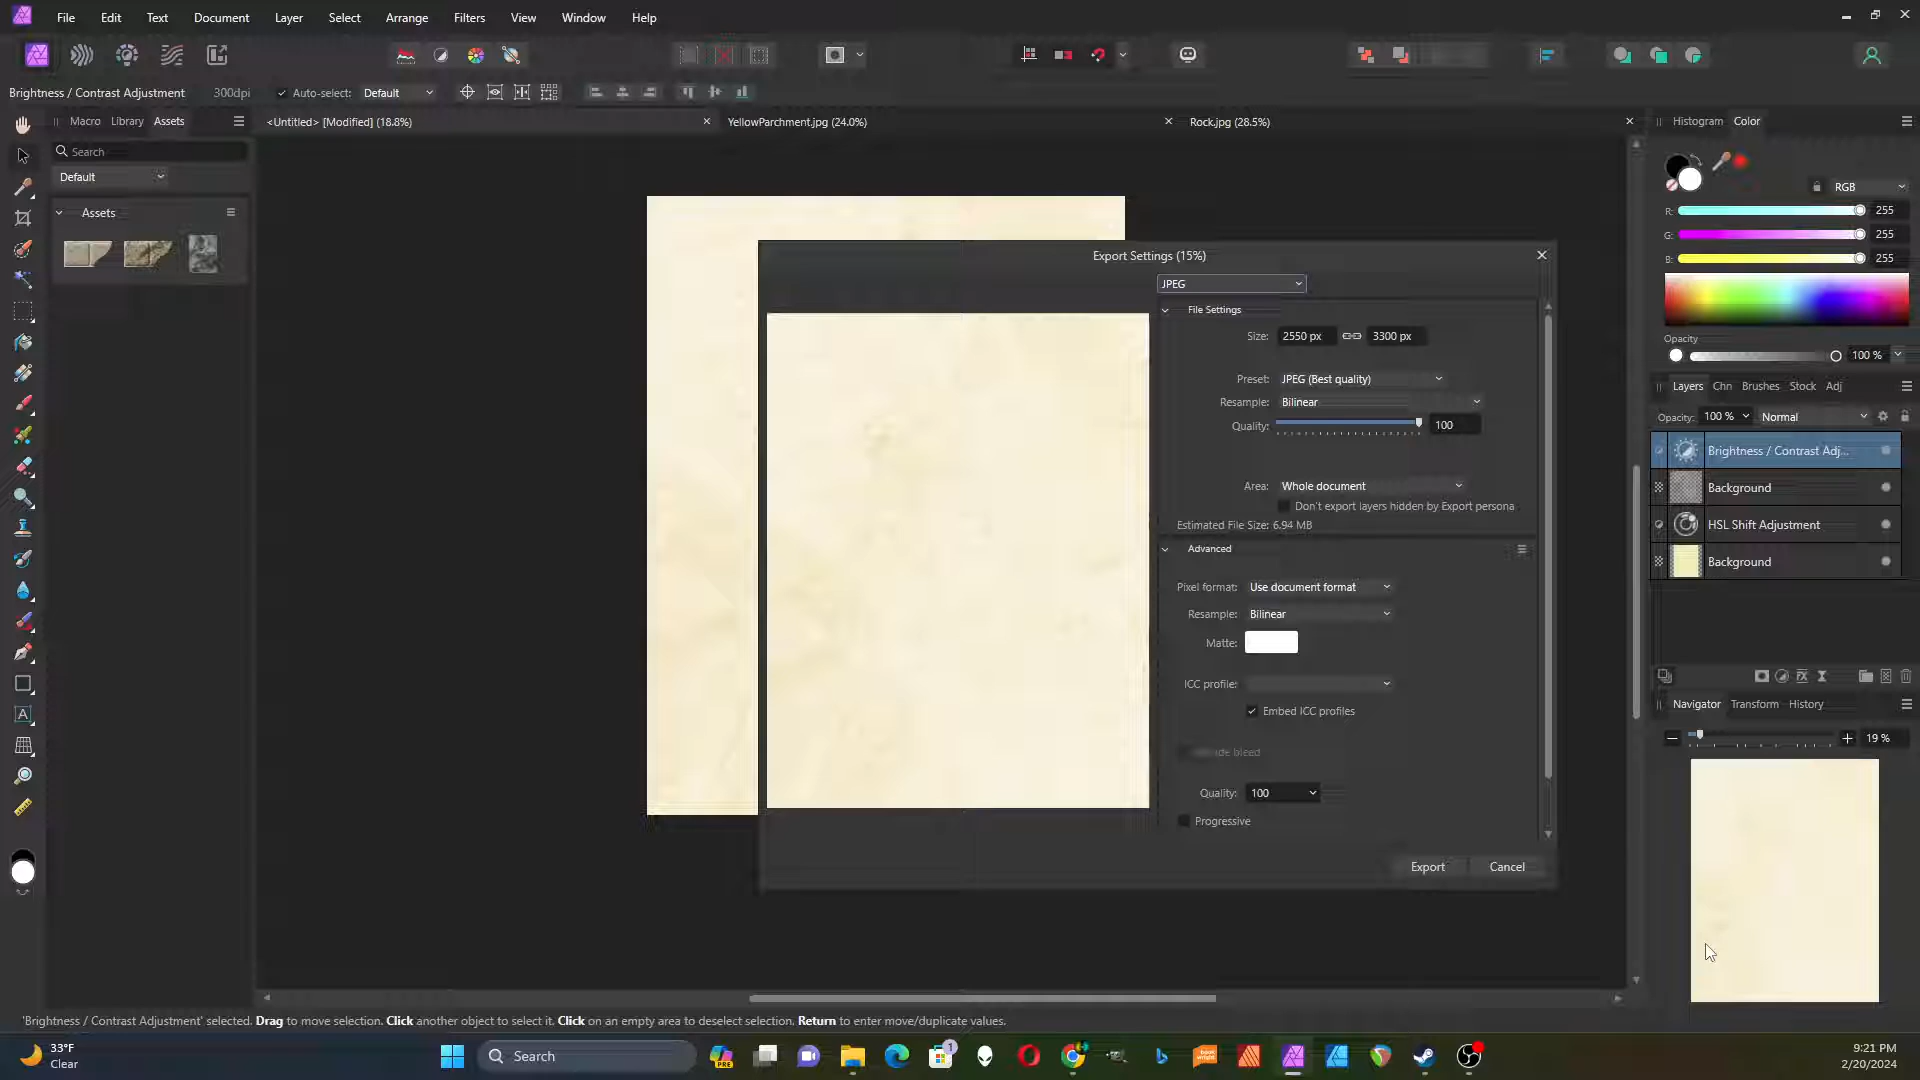 File Edit Text Document Layer Select Arrange Filters View Window Help
Brightness / Contrast Adjustment 300dpi Auto-select: Default
Macro Library Assets
<Untitled> [Modified] (18.8%)
YellowParchment.jpg (24.0%)
Rock.jpg (28.5%)
Histogram Color
Search
Default
Assets
RGB
R: 255
G: 255
B: 255
Opacity
100 %
Export Settings (15%)
JPEG
File Settings
Size: 2550 px 3300 px
Preset: JPEG (Best quality)
Resample: Bilinear
Quality: 100
Area: Whole document
Don't export layers hidden by Export persona
Estimated File Size: 6.94 MB
Advanced
Pixel format: Use document format
Resample: Bilinear
Matte:
ICC profile:
Embed ICC profiles
bleed
Quality: 100
Progressive
Export Cancel
Layers Chn Brushes Stock Adj
Opacity: 100 % Normal
Brightness / Contrast Adj...
Background
HSL Shift Adjustment
Background
Navigator Transform History
19 %
'Brightness / Contrast Adjustment' selected. Drag to move selection. Click another object to select it. Click on an empty area to deselect selection. Return to enter move/duplicate values.
33°F
Clear
Search
PRE
1
9:21 PM
2/20/2024